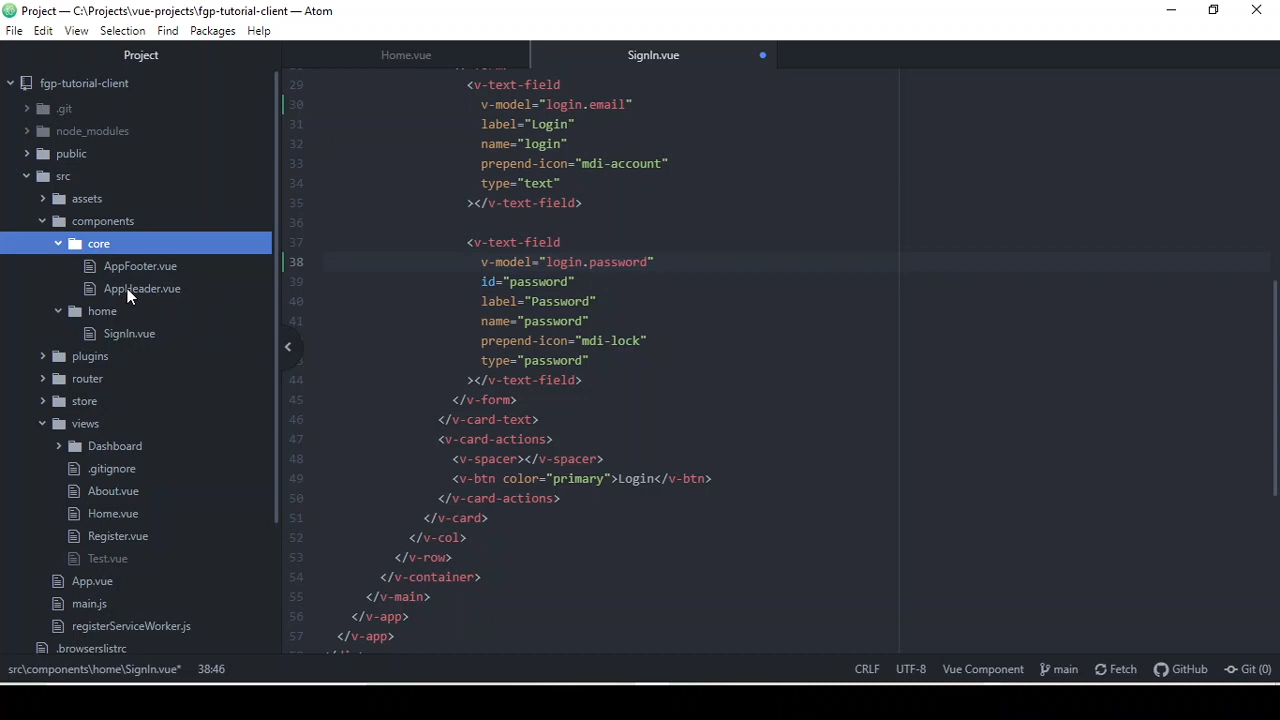 Project — C:\Projects\vue-projects\fgp-tutorial-client — Atom
File Edit View Selection Find Packages Help
Project
Home.vue
SignIn.vue
fgp-tutorial-client
.git
node_modules
public
src
assets
components
core
AppFooter.vue
AppHeader.vue
home
SignIn.vue
plugins
router
store
views
Dashboard
.gitignore
About.vue
Home.vue
Register.vue
Test.vue
App.vue
main.js
registerServiceWorker.js
.browserslistrc
29 <v-text-field
30 v-model="login.email"
31 label="Login"
32 name="login"
33 prepend-icon="mdi-account"
34 type="text"
35 ></v-text-field>
36
37 <v-text-field
38 v-model="login.password"
39 id="password"
40 label="Password"
41 name="password"
42 prepend-icon="mdi-lock"
type="password"
44 ></v-text-field>
45 </v-form>
46 </v-card-text>
47 <v-card-actions>
48 <v-spacer></v-spacer>
49 <v-btn color="primary">Login</v-btn>
50 </v-card-actions>
51 </v-card>
52 </v-col>
53 </v-row>
54 </v-container>
55 </v-main>
56 </v-app>
57 </v-app>
src\components\home\SignIn.vue* 38:46 CRLF UTF-8 Vue Component main Fetch GitHub Git (0)